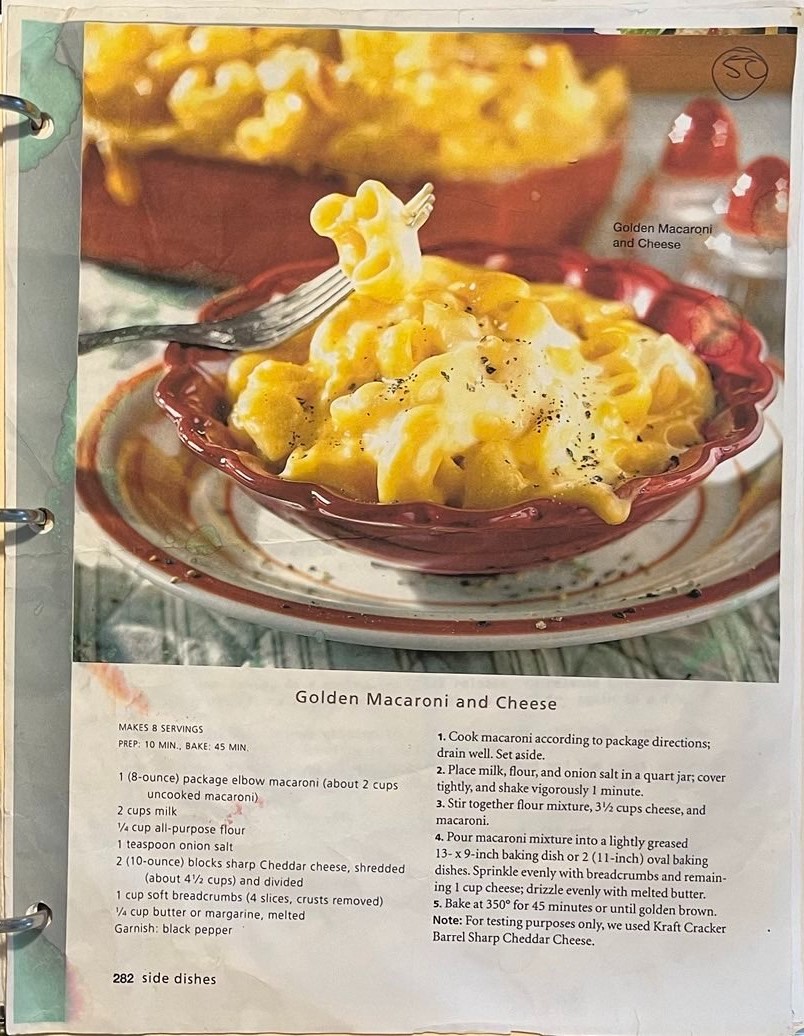 50
Golden Macaroni
and Cheese
Golden Macaroni and Cheese
MAKES 8 SERVINGS
PREP: 10 MIN., BAKE: 45 MIN.
1 (8-ounce) package elbow macaroni (about 2 cups
uncooked macaroni)
2 cups milk
¼ cup all-purpose flour
1 teaspoon onion salt
2 (10-ounce) blocks sharp Cheddar cheese, shredded
(about 4½ cups) and divided
1 cup soft breadcrumbs (4 slices, crusts removed)
¼ cup butter or margarine, melted
Garnish: black pepper
1. Cook macaroni according to package directions;
drain well. Set aside.
2. Place milk, flour, and onion salt in a quart jar; cover
tightly, and shake vigorously 1 minute.
3. Stir together flour mixture, 3½ cups cheese, and
macaroni.
4. Pour macaroni mixture into a lightly greased
13- x 9-inch baking dish or 2 (11-inch) oval baking
dishes. Sprinkle evenly with breadcrumbs and remain-
ing 1 cup cheese; drizzle evenly with melted butter.
5. Bake at 350° for 45 minutes or until golden brown.
Note: For testing purposes only, we used Kraft Cracker
Barrel Sharp Cheddar Cheese.
282 side dishes